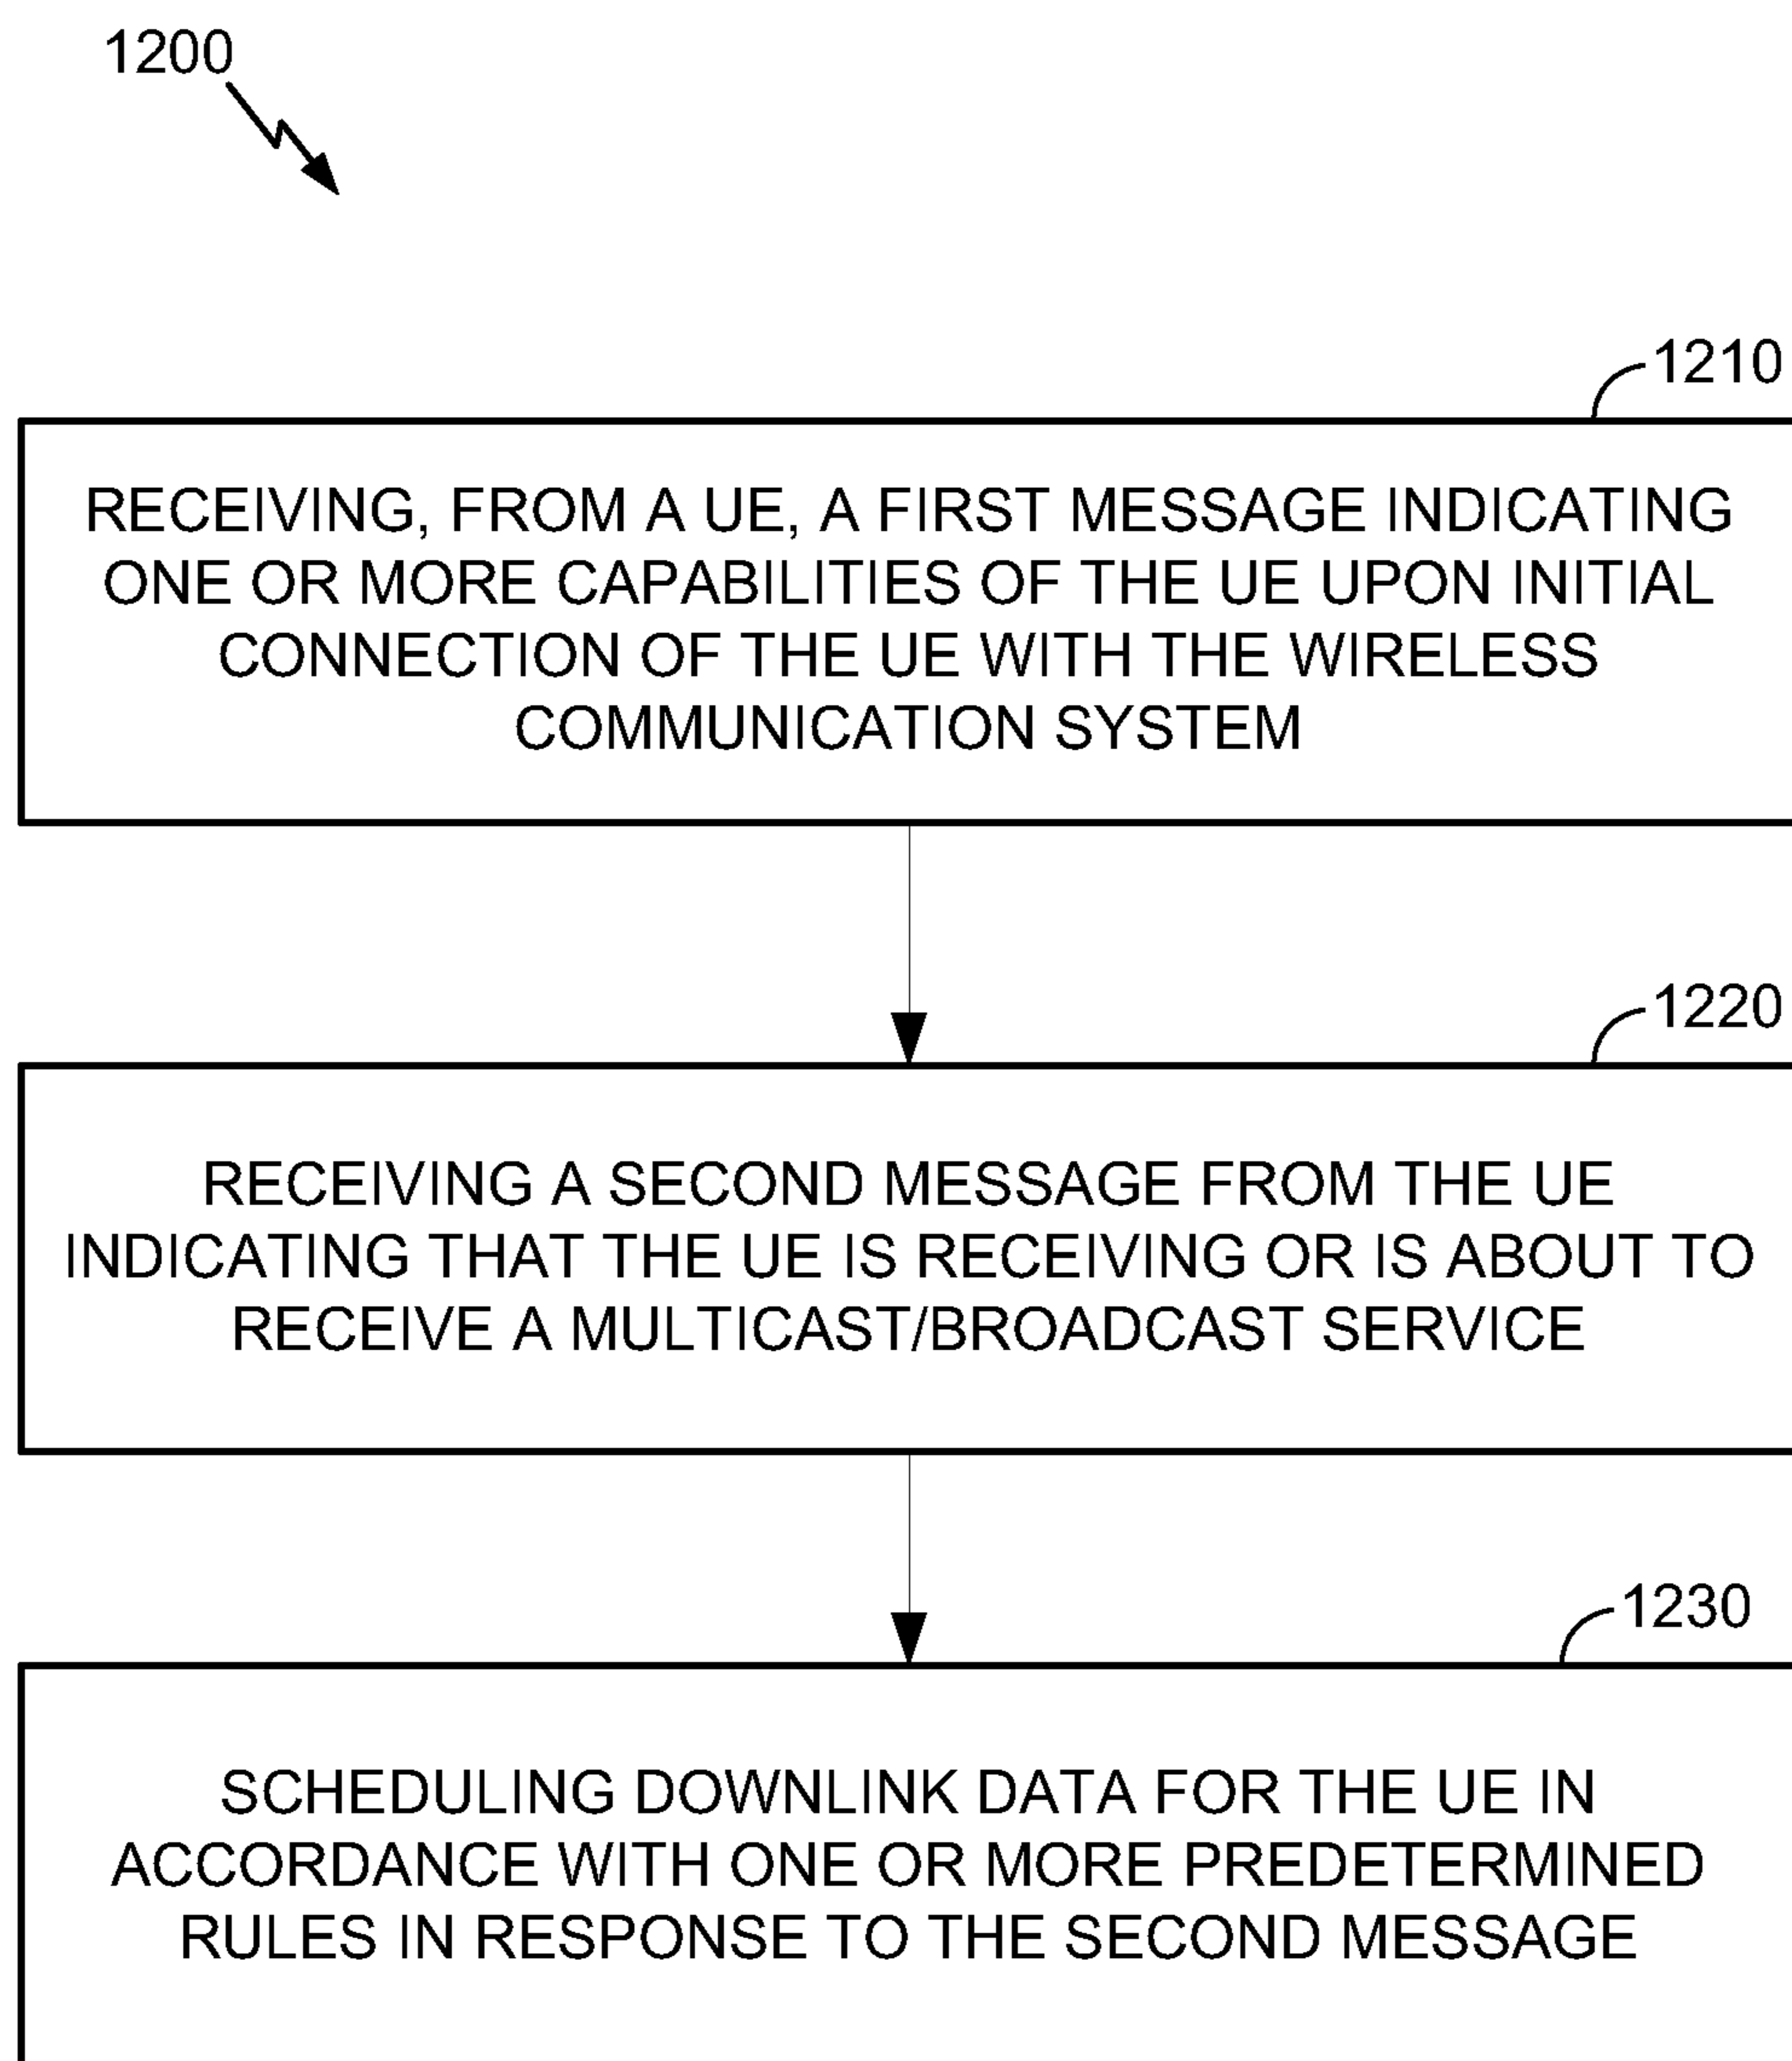 1200
1210
RECEIVING, FROM A UE, A FIRST MESSAGE INDICATING
ONE OR MORE CAPABILITIES OF THE UE UPON INITIAL
CONNECTION OF THE UE WITH THE WIRELESS
COMMUNICATION SYSTEM
1220
RECEIVING A SECOND MESSAGE FROM THE UE
INDICATING THAT THE UE IS RECEIVING OR IS ABOUT TO
RECEIVE A MULTICAST/BROADCAST SERVICE
1230
SCHEDULING DOWNLINK DATA FOR THE UE IN
ACCORDANCE WITH ONE OR MORE PREDETERMINED
RULES IN RESPONSE TO THE SECOND MESSAGE